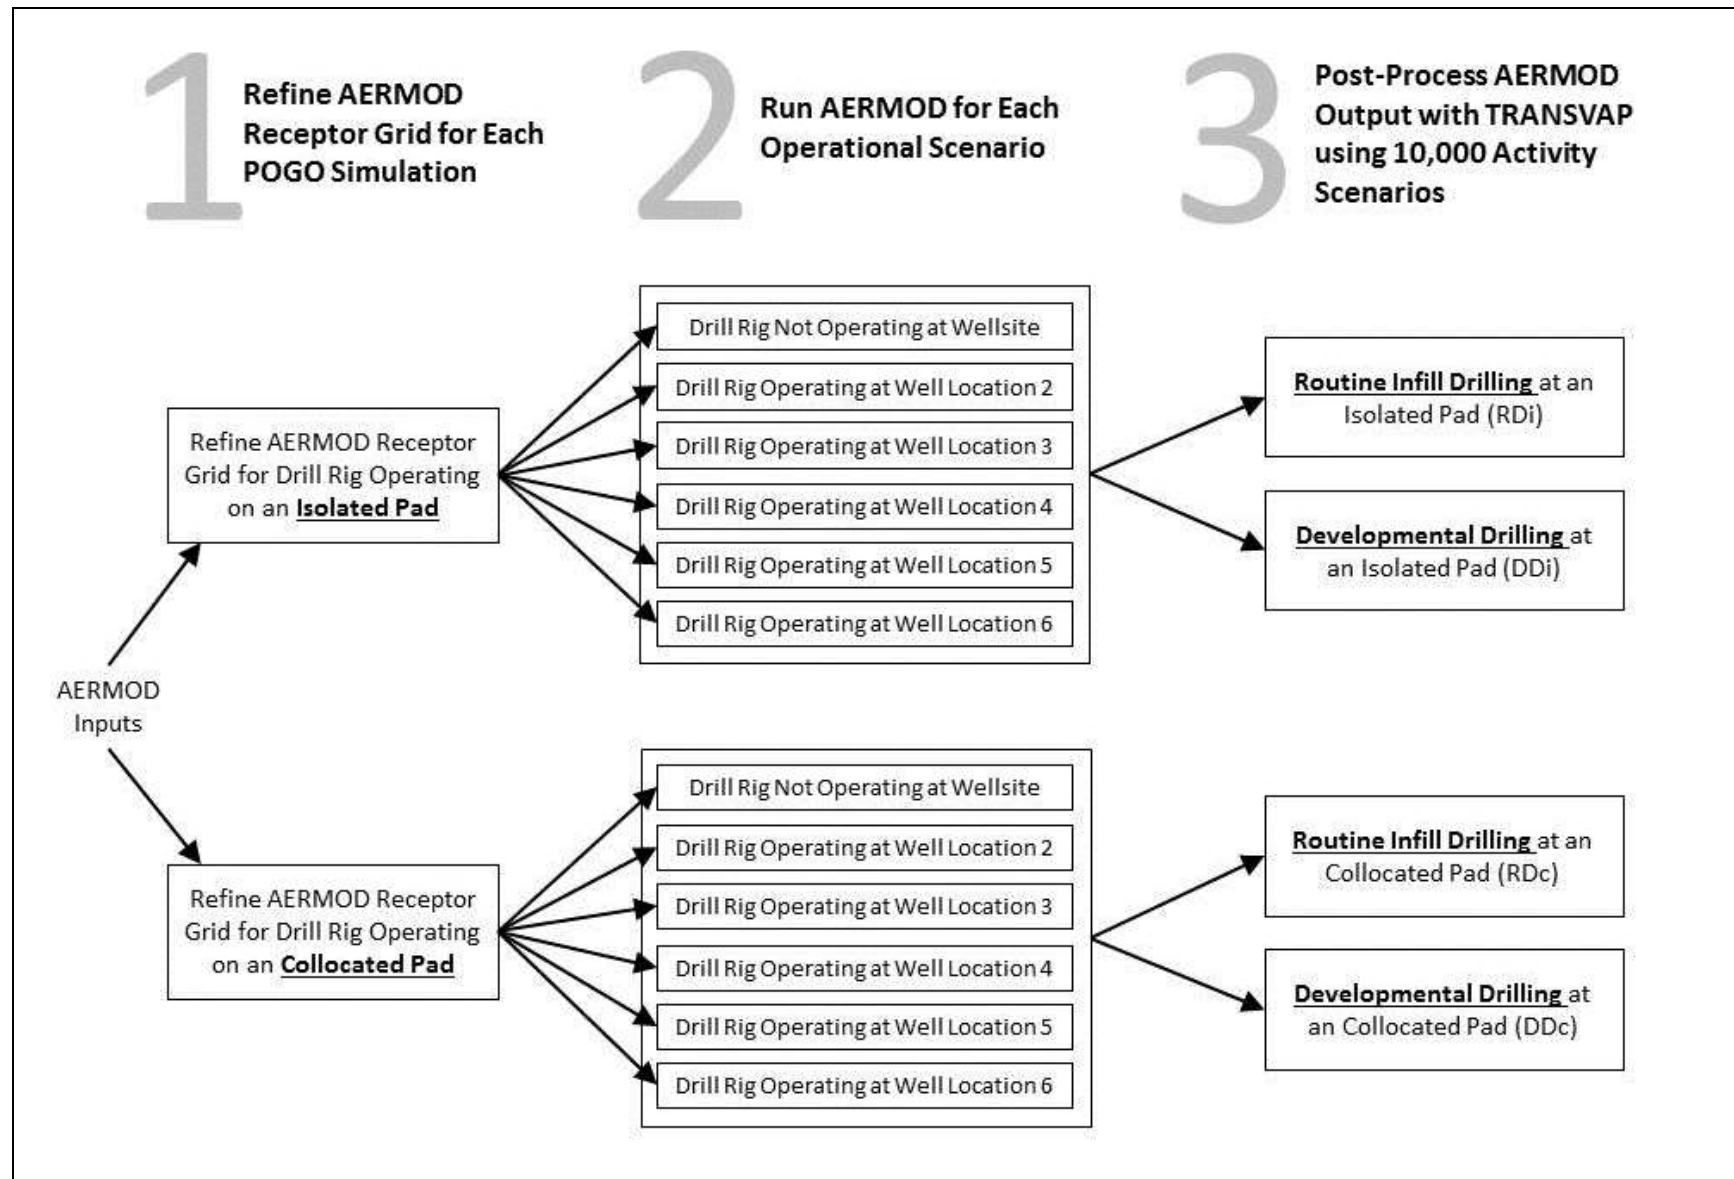 1
Refine AERMOD
Receptor Grid for Each
POGO Simulation
2
Run AERMOD for Each
Operational Scenario
3
Post-Process AERMOD
Output with TRANSVAP
using 10,000 Activity
Scenarios
AERMOD
Inputs
Refine AERMOD Receptor
Grid for Drill Rig Operating
on an Isolated Pad
Drill Rig Not Operating at Wellsite
Drill Rig Operating at Well Location 2
Drill Rig Operating at Well Location 3
Drill Rig Operating at Well Location 4
Drill Rig Operating at Well Location 5
Drill Rig Operating at Well Location 6
Routine Infill Drilling at an
Isolated Pad (RDi)
Developmental Drilling at
an Isolated Pad (DDi)
Refine AERMOD Receptor
Grid for Drill Rig Operating
on an Collocated Pad
Drill Rig Not Operating at Wellsite
Drill Rig Operating at Well Location 2
Drill Rig Operating at Well Location 3
Drill Rig Operating at Well Location 4
Drill Rig Operating at Well Location 5
Drill Rig Operating at Well Location 6
Routine Infill Drilling at an
Collocated Pad (RDc)
Developmental Drilling at
an Collocated Pad (DDc)